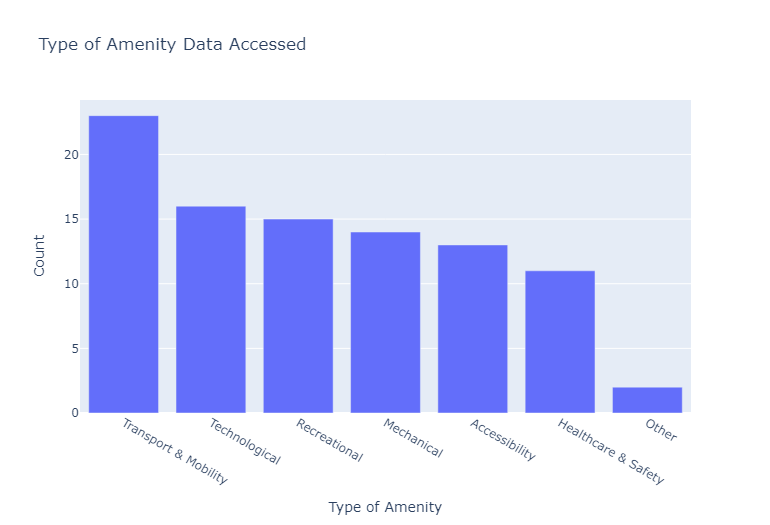 Type of Amenity Data Accessed
Count
20
15
10
5
0
Transport & Mobility
Technological
Recreational
Mechanical
Accessibility
Healthcare & Safety
Other
Type of Amenity